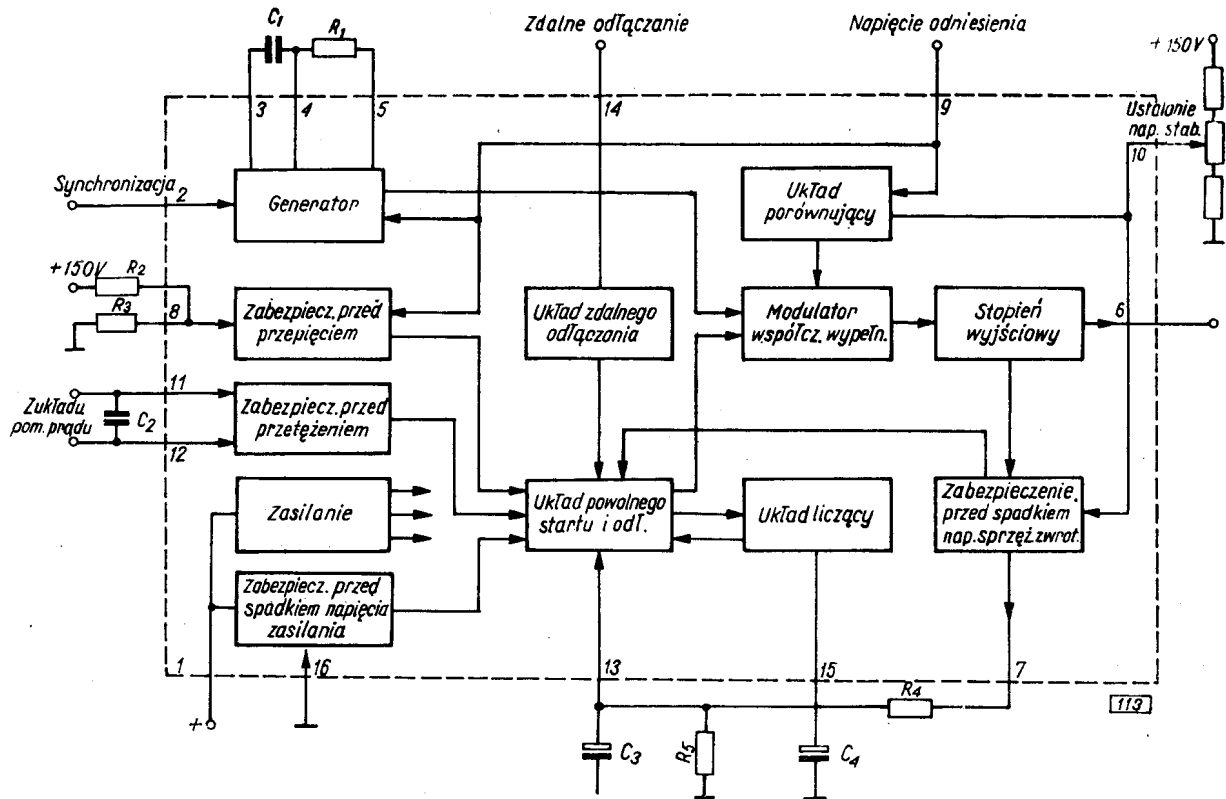 C1
R1
Zdalne odłączanie
Napięcie odniesienia
+150V
3
4
5
14
9
Ustalanie
nap. stab.
10
Synchronizacja
2
Generator
Układ
porównujący
+150V
R2
R3
8
Zabezpiecz. przed
przepięciem
Układ zdalnego
odłączania
Modulator
współcz. wypełn.
Stopień
wyjściowy
6
11
Z układu
pom. prądu
C2
12
Zabezpiecz. przed
przetężeniem
Zasilanie
Układ powolnego
startu i odł.
Układ liczący
Zabezpieczenie
przed spadkiem
nap. sprzęż. zwrot.
Zabezpiecz. przed
spadkiem napięcia
zasilania
1
16
13
15
7
R4
113
+
C3
R5
C4